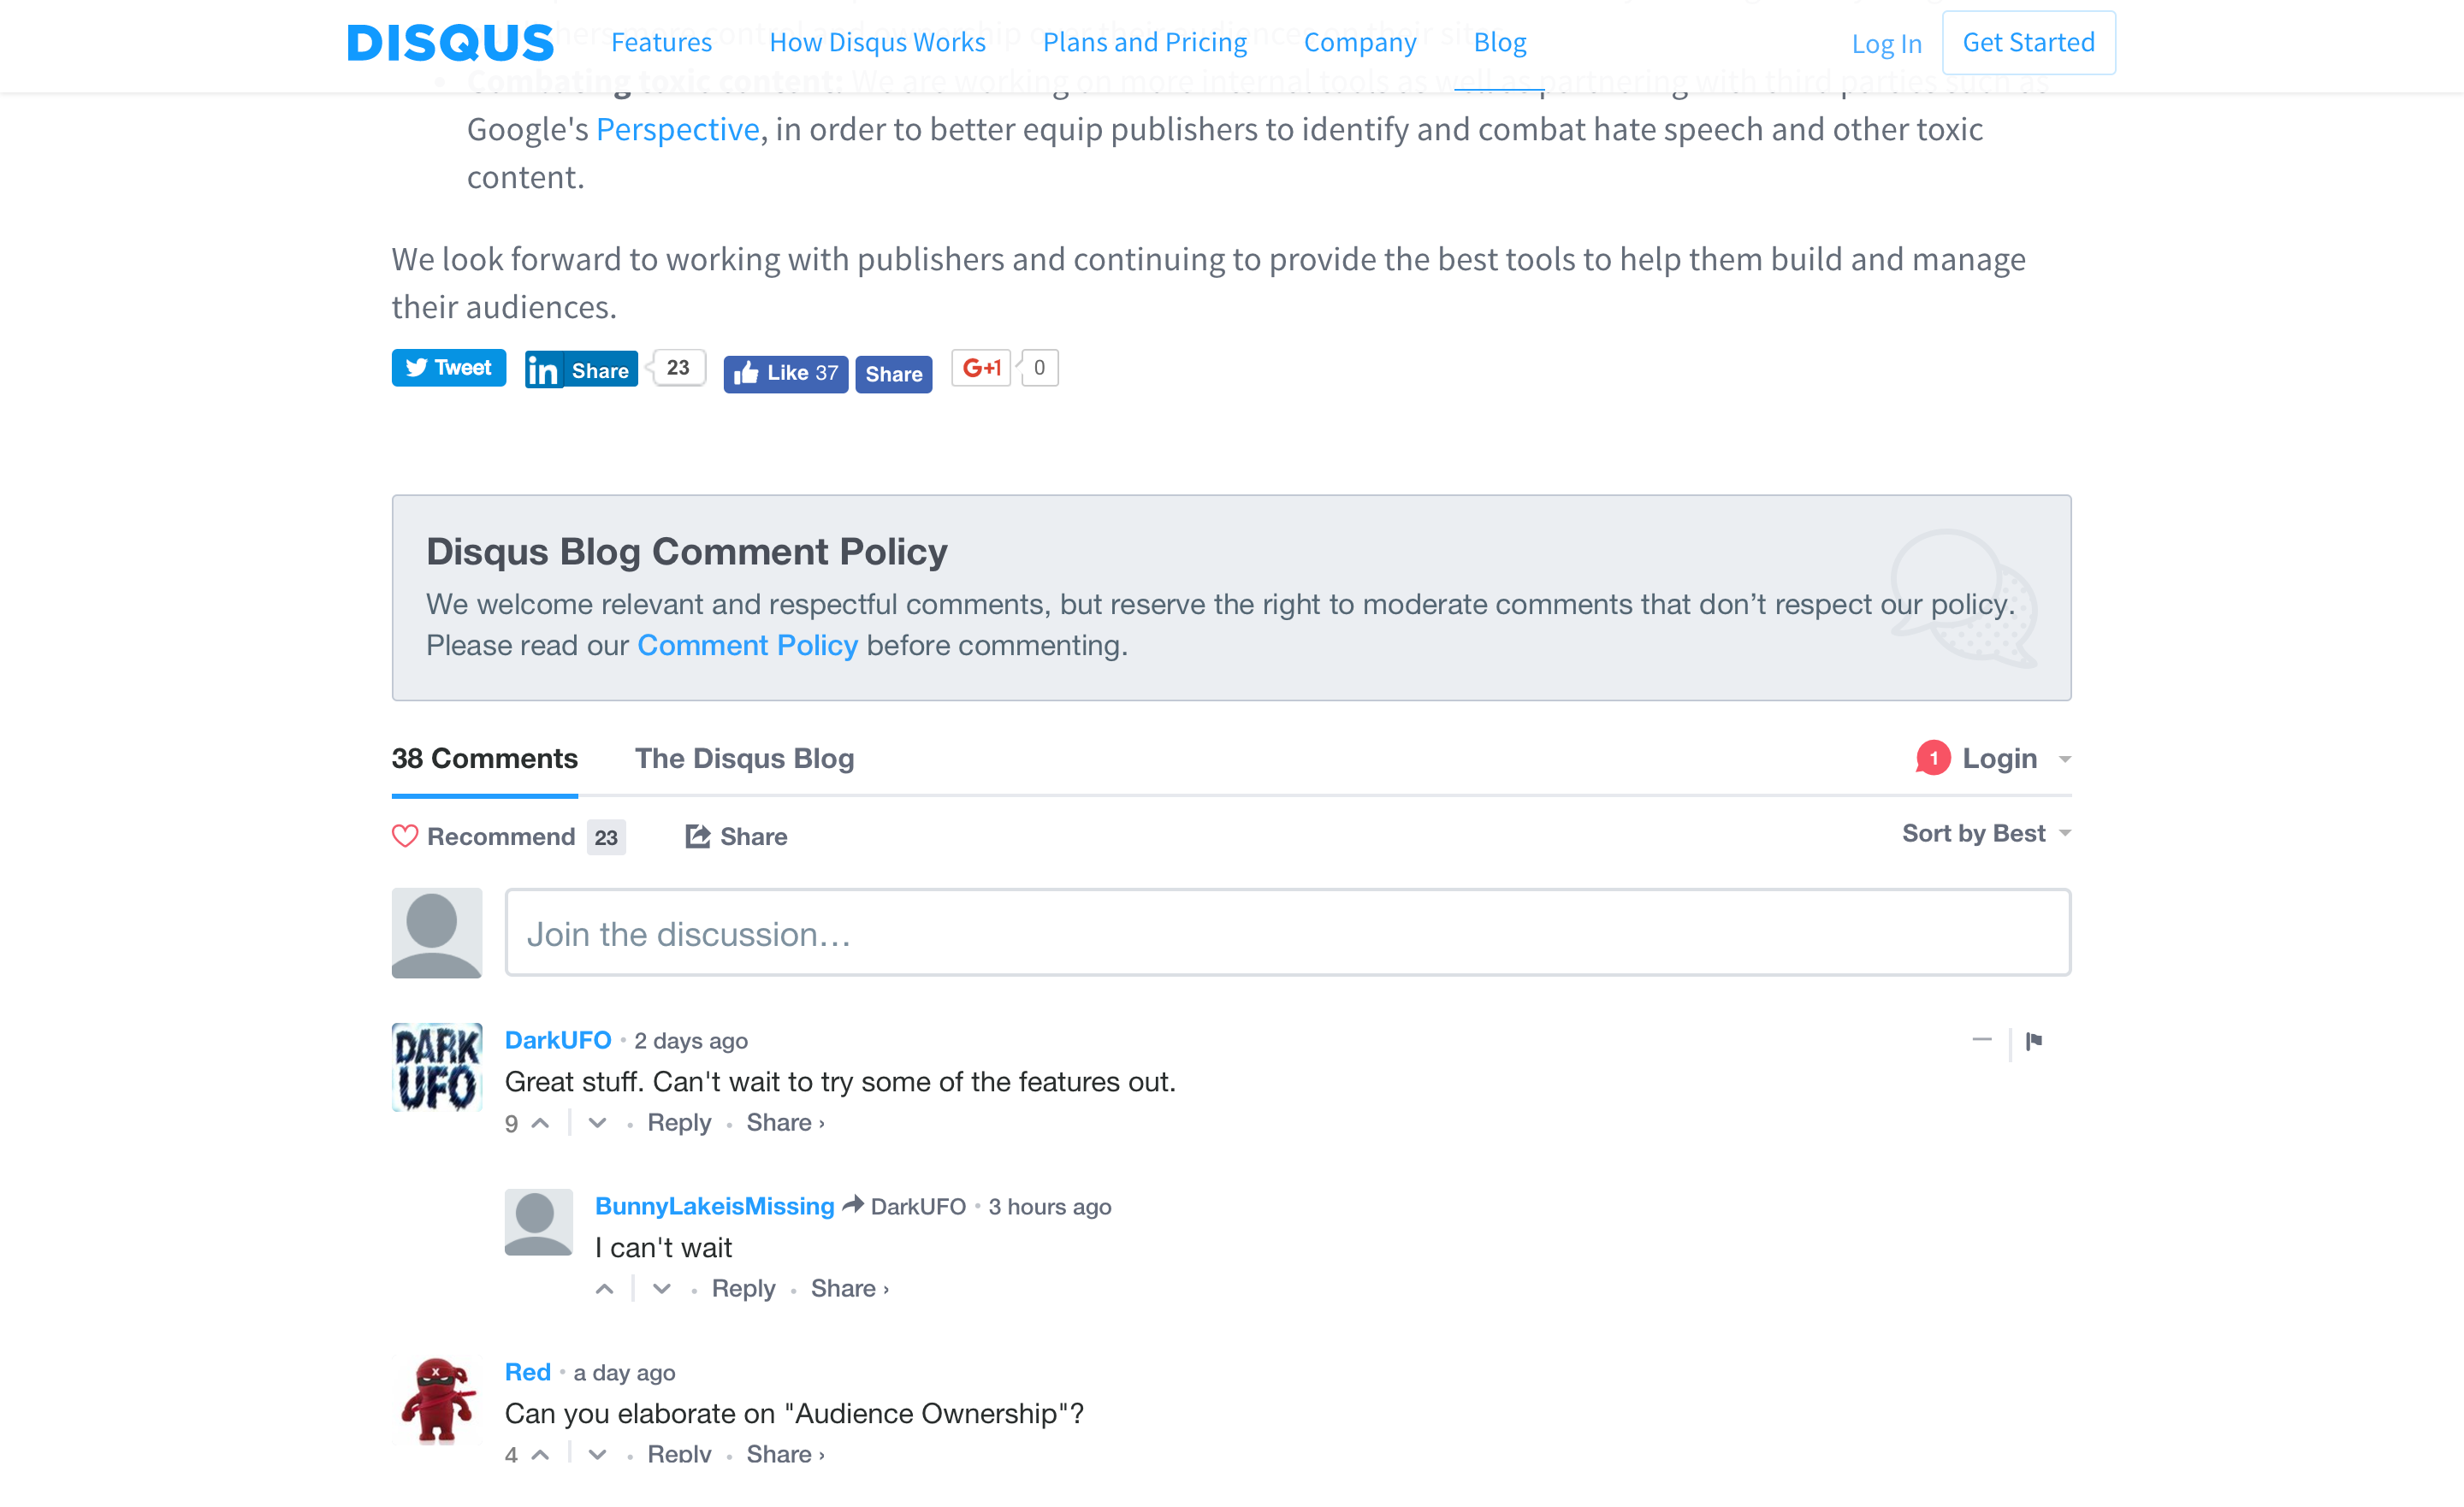 DISQUS Features How Disqus Works Plans and Pricing Company Blog Log In Get Started
Combating toxic content: We are working on more internal tools as well as partnering with third parties such as
Google's Perspective, in order to better equip publishers to identify and combat hate speech and other toxic
content.
We look forward to working with publishers and continuing to provide the best tools to help them build and manage
their audiences.
Tweet in Share 23 Like 37 Share G+1 0
Disqus Blog Comment Policy
We welcome relevant and respectful comments, but reserve the right to moderate comments that don’t respect our policy.
Please read our Comment Policy before commenting.
38 Comments The Disqus Blog 1 Login
Recommend 23 Share Sort by Best
Join the discussion…
DARK
UFO
DarkUFO • 2 days ago
Great stuff. Can't wait to try some of the features out.
9 • Reply • Share ›
BunnyLakeisMissing DarkUFO • 3 hours ago
I can't wait
• Reply • Share ›
Red • a day ago
Can you elaborate on "Audience Ownership"?
4 • Reply • Share ›